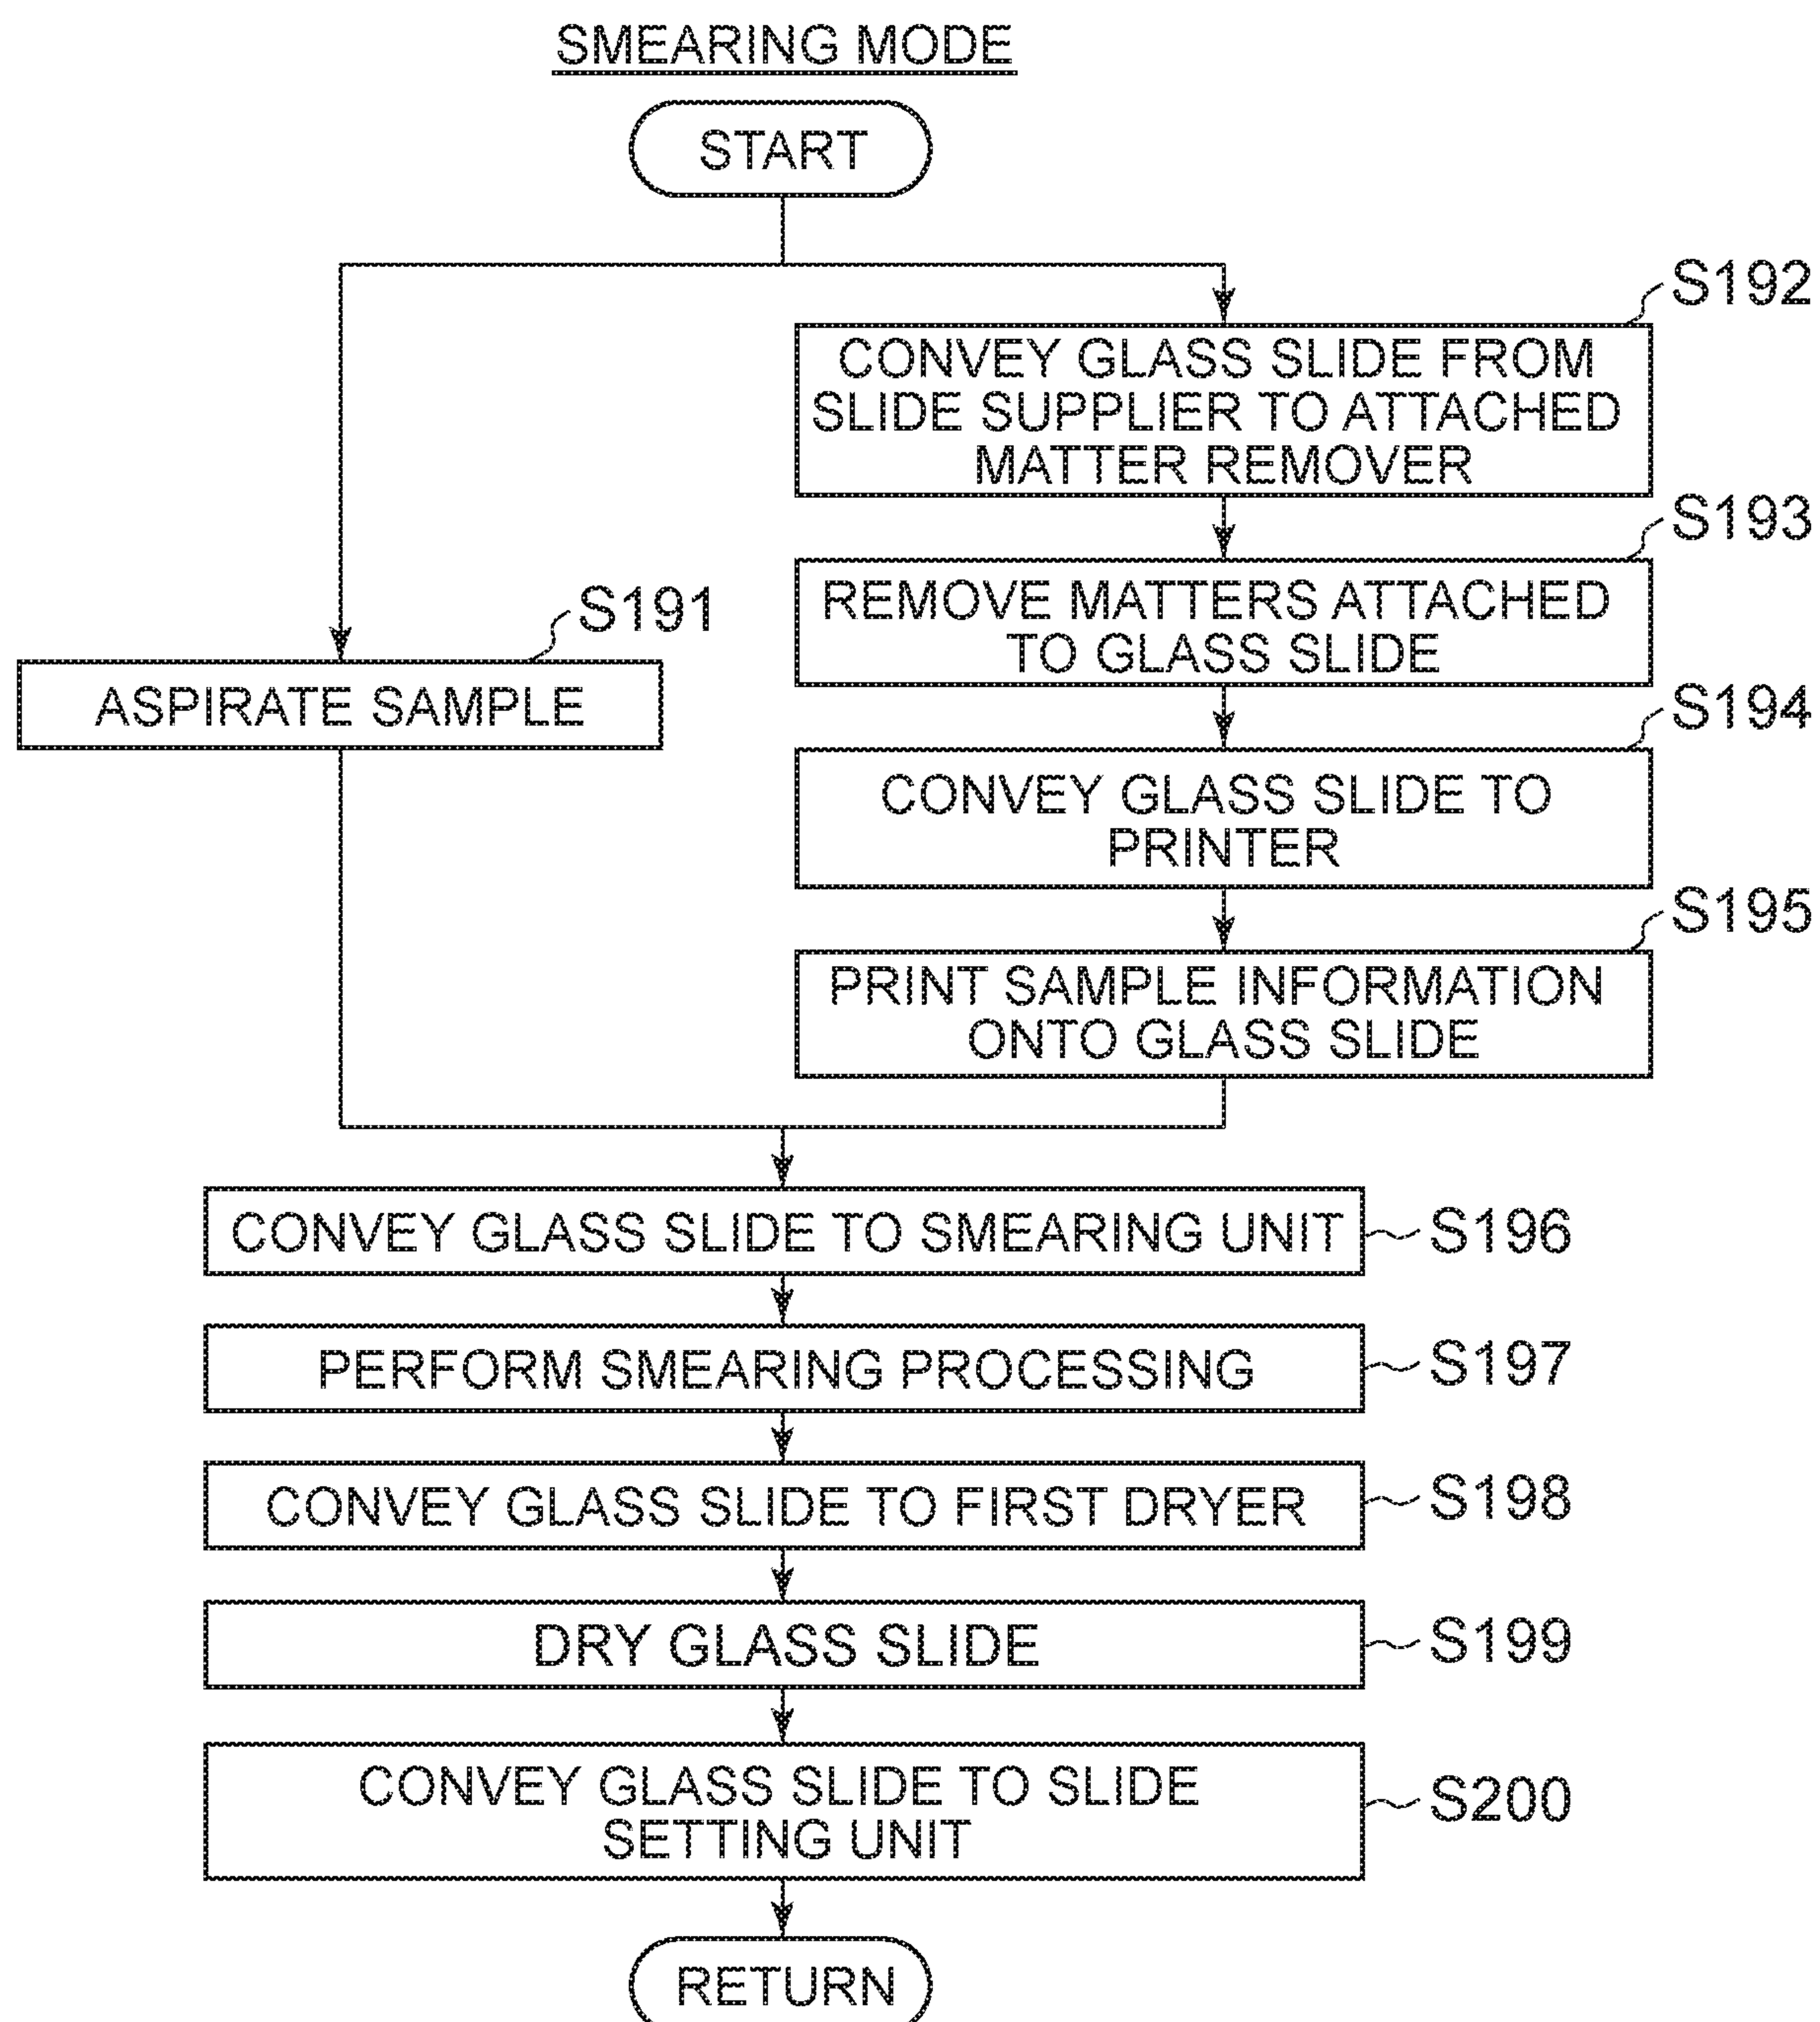 SMEARING MODE
START
S192
CONVEY GLASS SLIDE FROM
SLIDE SUPPLIER TO ATTACHED
MATTER REMOVER
S193
REMOVE MATTERS ATTACHED
TO GLASS SLIDE
S191
ASPIRATE SAMPLE
S194
CONVEY GLASS SLIDE TO
PRINTER
S195
PRINT SAMPLE INFORMATION
ONTO GLASS SLIDE
CONVEY GLASS SLIDE TO SMEARING UNIT
S196
PERFORM SMEARING PROCESSING
S197
CONVEY GLASS SLIDE TO FIRST DRYER
S198
DRY GLASS SLIDE
S199
CONVEY GLASS SLIDE TO SLIDE
SETTING UNIT
S200
RETURN